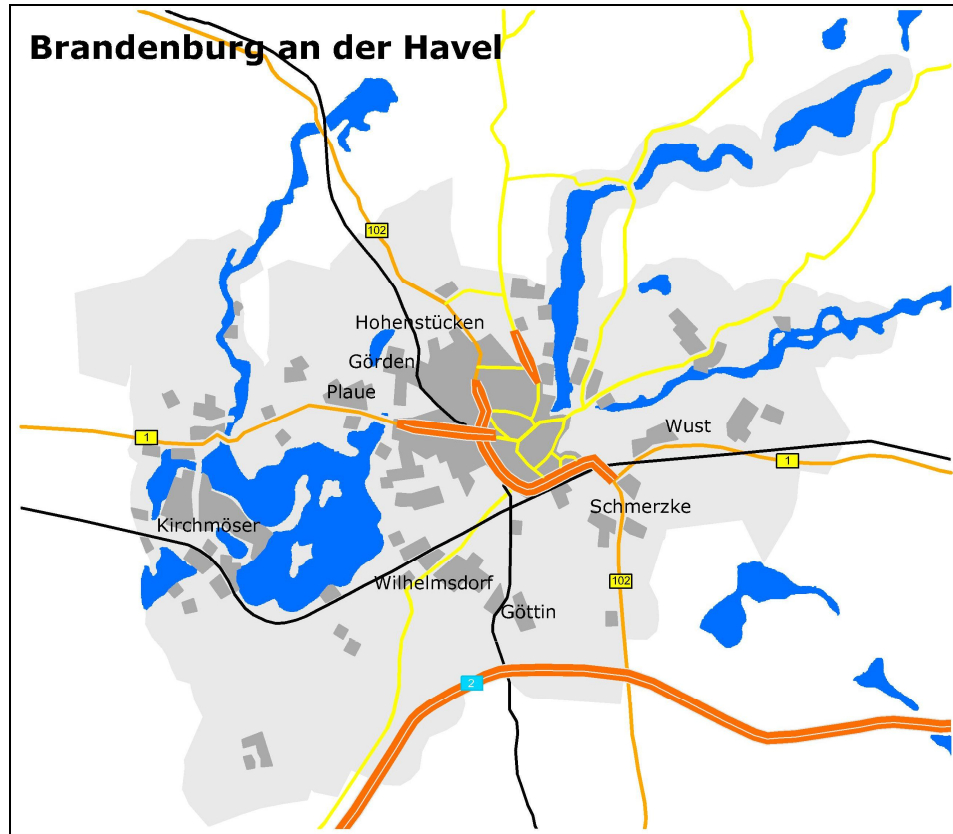 Brandenburg an der Havel
102
Hohenstücken
Görden
Plaue
1
Wust
1
Schmerzke
Kirchmöser
Wilhelmsdorf
102
Göttin
2